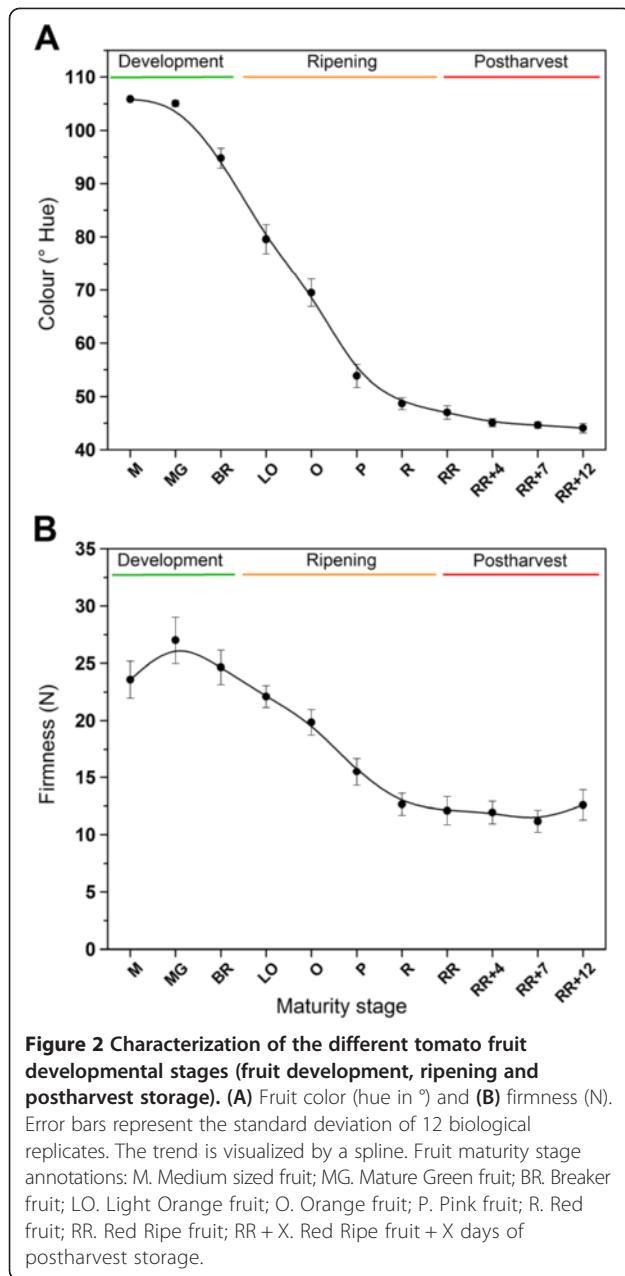 A
Development Ripening Postharvest
110
100
90
80
70
60
50
40
Colour (° Hue)
M MG BR LO O P R RR RR+4 RR+7 RR+12
B
Development Ripening Postharvest
35
30
25
20
15
10
5
0
Firmness (N)
M MG BR LO O P R RR RR+4 RR+7 RR+12
Maturity stage
Figure 2 Characterization of the different tomato fruit
developmental stages (fruit development, ripening and
postharvest storage). (A) Fruit color (hue in °) and (B) firmness (N).
Error bars represent the standard deviation of 12 biological
replicates. The trend is visualized by a spline. Fruit maturity stage
annotations: M. Medium sized fruit; MG. Mature Green fruit; BR. Breaker
fruit; LO. Light Orange fruit; O. Orange fruit; P. Pink fruit; R. Red
fruit; RR. Red Ripe fruit; RR + X. Red Ripe fruit + X days of
postharvest storage.